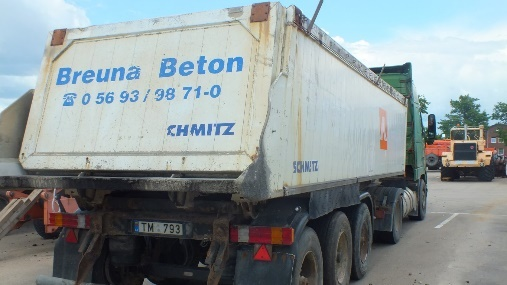 Breuna Beton
☎ 0 56 93 / 98 71-0
SCHMITZ
SCHMITZ
TM 793